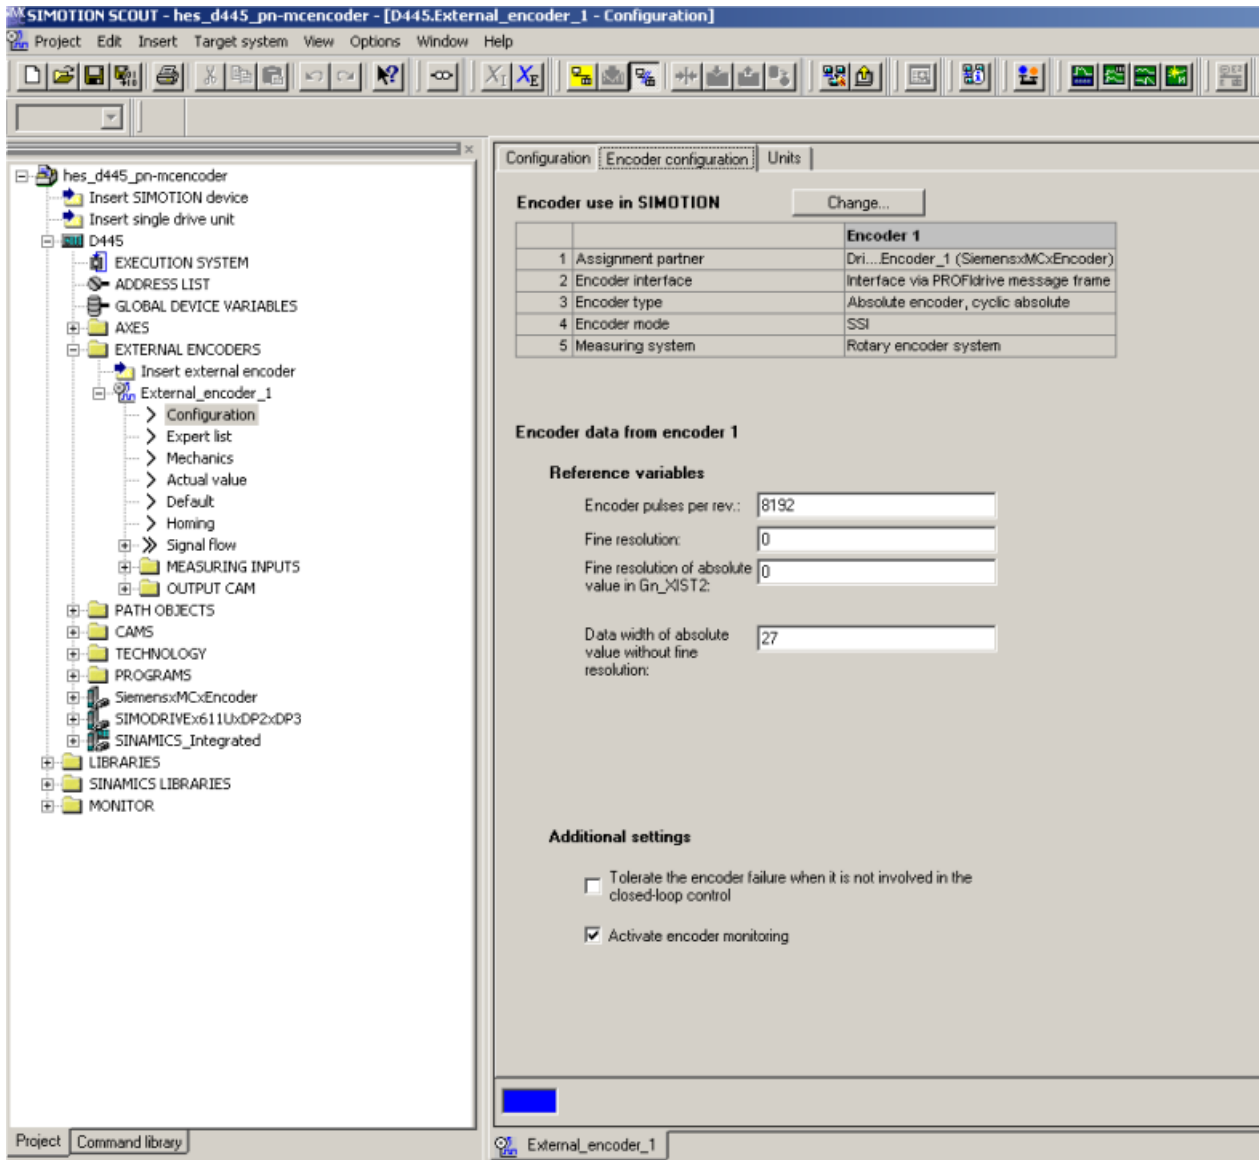 SIMOTION SCOUT - hes_d445_pn-mcencoder - [D445.External_encoder_1 - Configuration]
Project Edit Insert Target system View Options Window Help
hes_d445_pn-mcencoder
Insert SIMOTION device
Insert single drive unit
D445
EXECUTION SYSTEM
ADDRESS LIST
GLOBAL DEVICE VARIABLES
AXES
EXTERNAL ENCODERS
Insert external encoder
External_encoder_1
Configuration
Expert list
Mechanics
Actual value
Default
Homing
Signal flow
MEASURING INPUTS
OUTPUT CAM
PATH OBJECTS
CAMS
TECHNOLOGY
PROGRAMS
SiemensxMCxEncoder
SIMODRIVEx611UxDP2xDP3
SINAMICS_Integrated
LIBRARIES
SINAMICS LIBRARIES
MONITOR
Project Command library
Configuration Encoder configuration Units
Encoder use in SIMOTION Change...
Encoder 1
1 Assignment partner Dri....Encoder_1 (SiemensxMCxEncoder)
2 Encoder interface Interface via PROFIdrive message frame
3 Encoder type Absolute encoder, cyclic absolute
4 Encoder mode SSI
5 Measuring system Rotary encoder system
Encoder data from encoder 1
Reference variables
Encoder pulses per rev.: 8192
Fine resolution: 0
Fine resolution of absolute 0
value in Gn_XIST2:
Data width of absolute 27
value without fine
resolution:
Additional settings
Tolerate the encoder failure when it is not involved in the
closed-loop control
Activate encoder monitoring
External_encoder_1